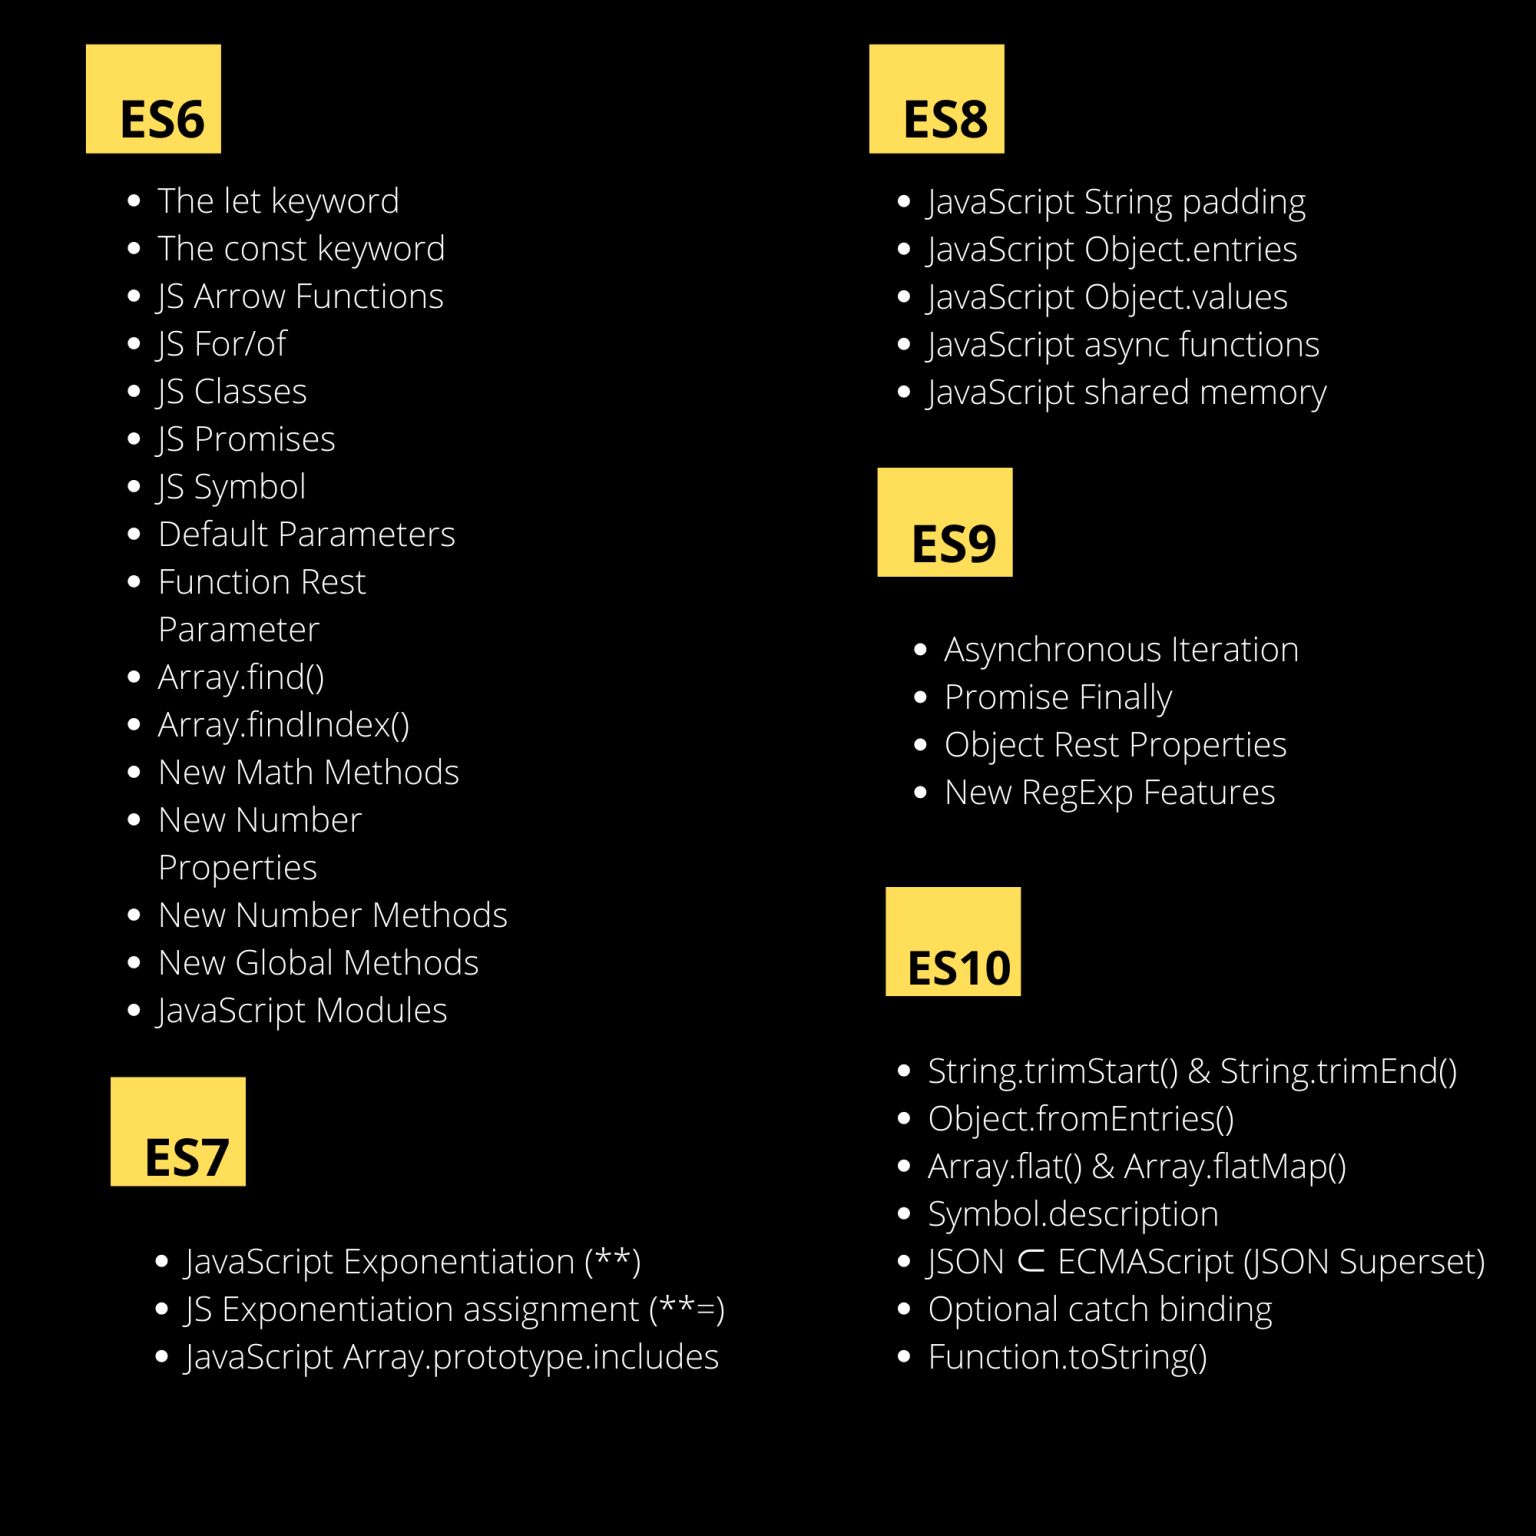 ES6
• The let keyword
• The const keyword
• JS Arrow Functions
• JS For/of
• JS Classes
• JS Promises
• JS Symbol
• Default Parameters
• Function Rest
Parameter
• Array.find()
• Array.findIndex()
• New Math Methods
• New Number
Properties
• New Number Methods
• New Global Methods
• JavaScript Modules
ES7
• JavaScript Exponentiation (**)
• JS Exponentiation assignment (**=)
• JavaScript Array.prototype.includes
ES8
• JavaScript String padding
• JavaScript Object.entries
• JavaScript Object.values
• JavaScript async functions
• JavaScript shared memory
ES9
• Asynchronous Iteration
• Promise Finally
• Object Rest Properties
• New RegExp Features
ES10
• String.trimStart() & String.trimEnd()
• Object.fromEntries()
• Array.flat() & Array.flatMap()
• Symbol.description
• JSON ⊂ ECMAScript (JSON Superset)
• Optional catch binding
• Function.toString()